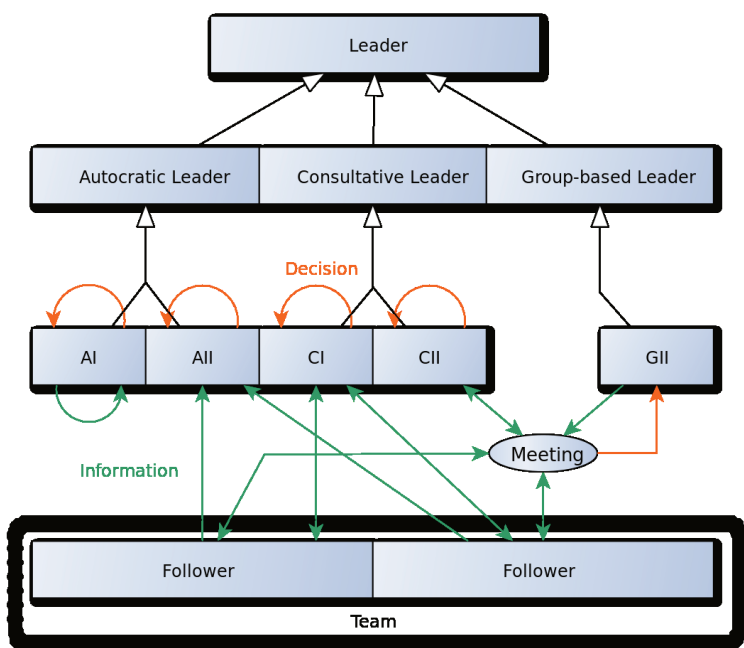 Leader
Autocratic Leader
Consultative Leader
Group-based Leader
Decision
AI
AII
CI
CII
GII
Meeting
Information
Follower
Follower
Team